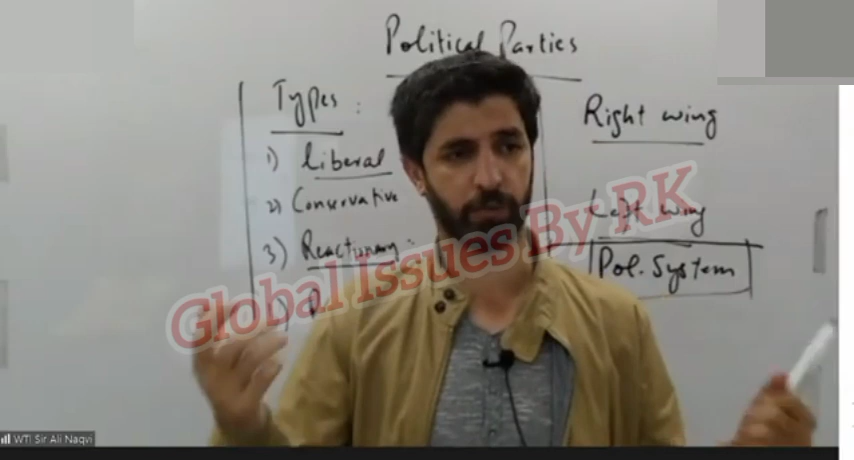 Political Parties
Types :
1) liberal
2) Conservative
3) Reactionary :
Right wing
Left wing
Pol. System
Global Issues By RK
WTI Sir Ali Naqvi